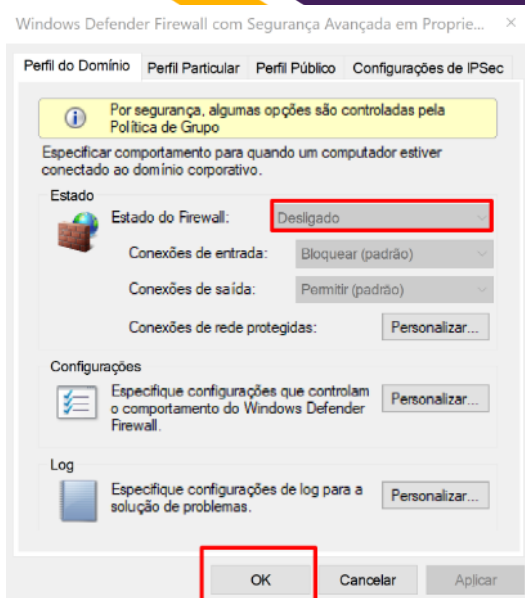 Windows Defender Firewall com Segurança Avançada em Proprie...
Perfil do Domínio Perfil Particular Perfil Público Configurações de IPSec
Por segurança, algumas opções são controladas pela
Política de Grupo
Especificar comportamento para quando um computador estiver
conectado ao domínio corporativo.
Estado
Estado do Firewall: Desligado
Conexões de entrada: Bloquear (padrão)
Conexões de saída: Permitir (padrão)
Conexões de rede protegidas: Personalizar...
Configurações
Especifique configurações que controlam
o comportamento do Windows Defender
Firewall.
Personalizar...
Log
Especifique configurações de log para a
solução de problemas.
Personalizar...
OK Cancelar Aplicar